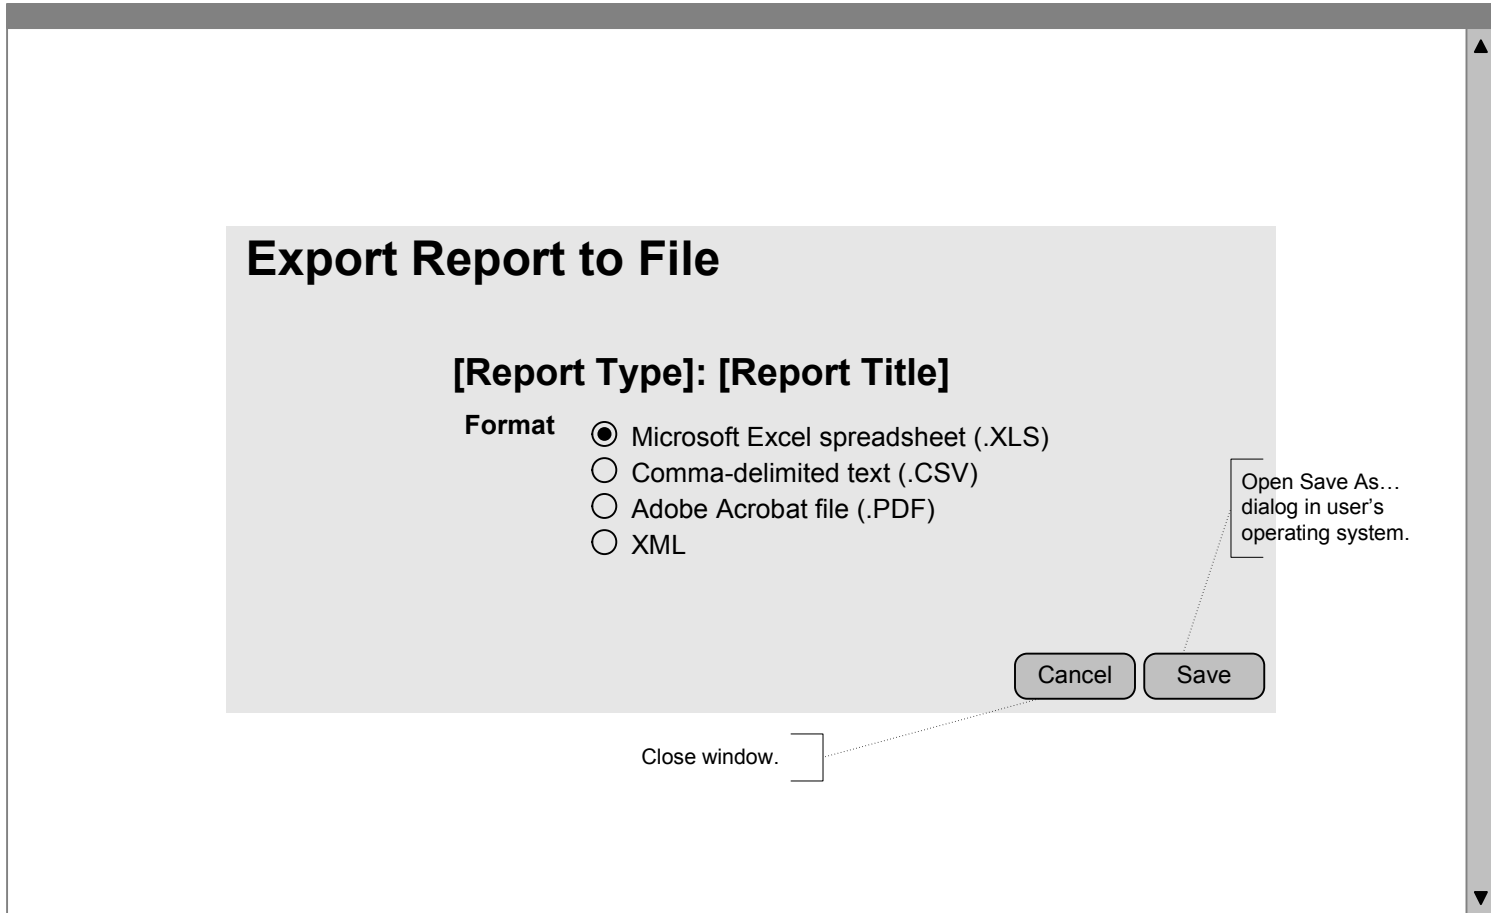 Export Report to File
[Report Type]: [Report Title]
Format
Microsoft Excel spreadsheet (.XLS)
Comma-delimited text (.CSV)
Adobe Acrobat file (.PDF)
XML
Open Save As…
dialog in user’s
operating system.
Cancel
Save
Close window.